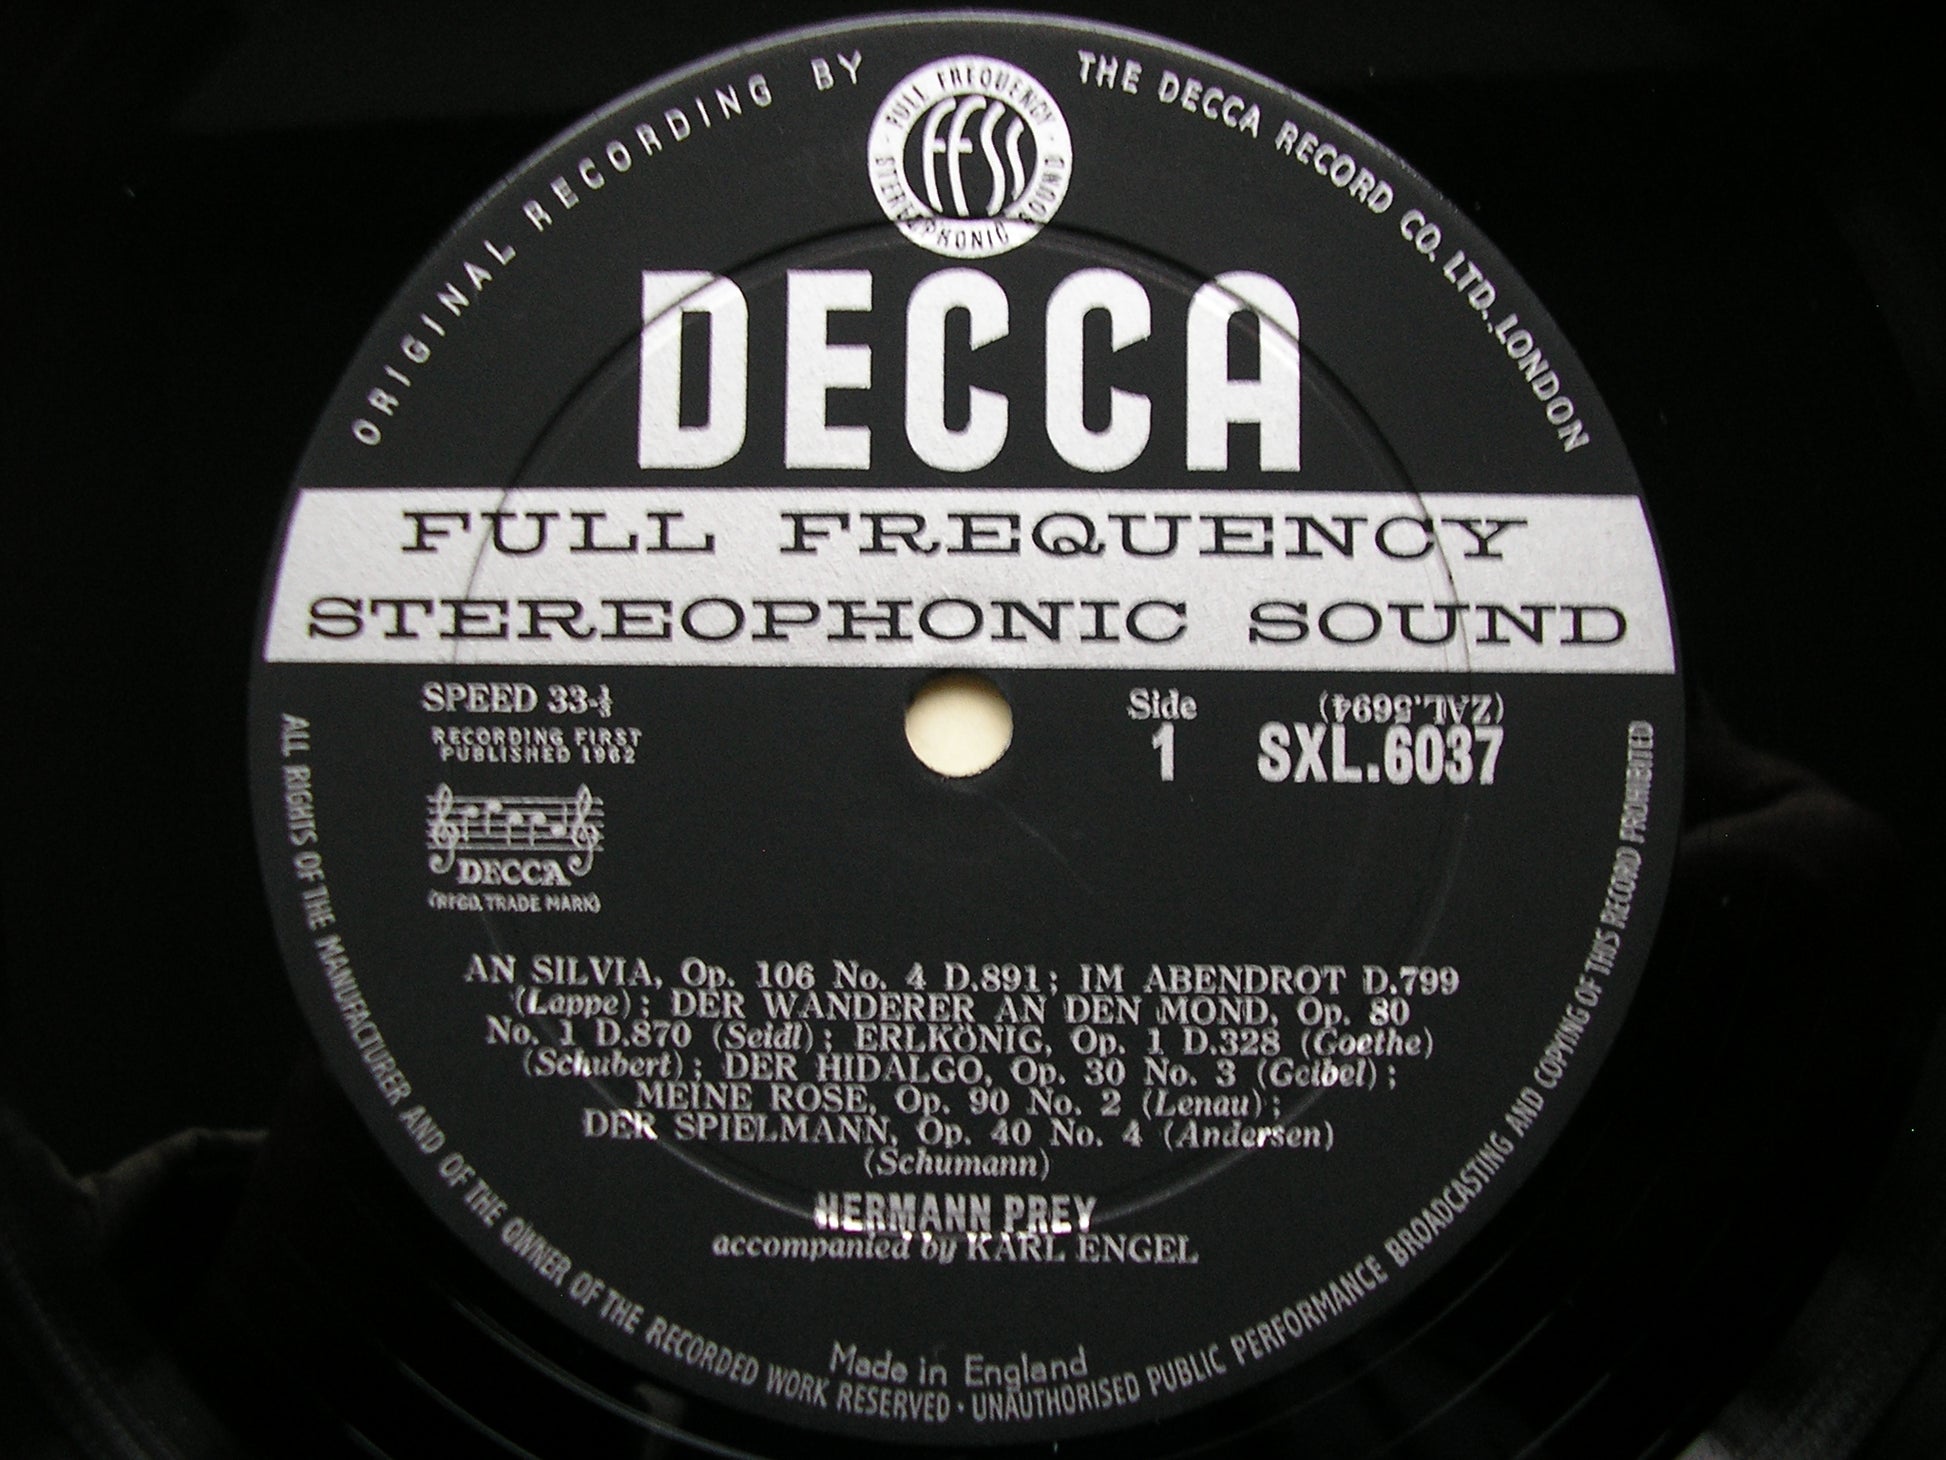 ORIGINAL RECORDING BY
THE DECCA RECORD CO. LTD., LONDON
FULL FREQUENCY
FFSS
STEREOPHONIC SOUND
DECCA
FULL FREQUENCY
STEREOPHONIC SOUND
SPEED 33-⅓
RECORDING FIRST
PUBLISHED 1962
DECCA
(REGD. TRADE MARK)
Side
1
(ZAL.5694)
SXL.6037
AN SILVIA, Op. 106 No. 4 D.891; IM ABENDROT D.799
(Lappe); DER WANDERER AN DEN MOND, Op. 80
No. 1 D.870 (Seidl); ERLKÖNIG, Op. 1 D.328 (Goethe)
(Schubert); DER HIDALGO, Op. 30 No. 3 (Geibel);
MEINE ROSE, Op. 90 No. 2 (Lenau);
DER SPIELMANN, Op. 40 No. 4 (Andersen)
(Schumann)
HERMANN PREY
accompanied by KARL ENGEL
Made in England
ALL RIGHTS OF THE MANUFACTURER AND OF THE OWNER OF THE RECORDED WORK RESERVED · UNAUTHORISED PUBLIC PERFORMANCE BROADCASTING AND COPYING OF THIS RECORD PROHIBITED